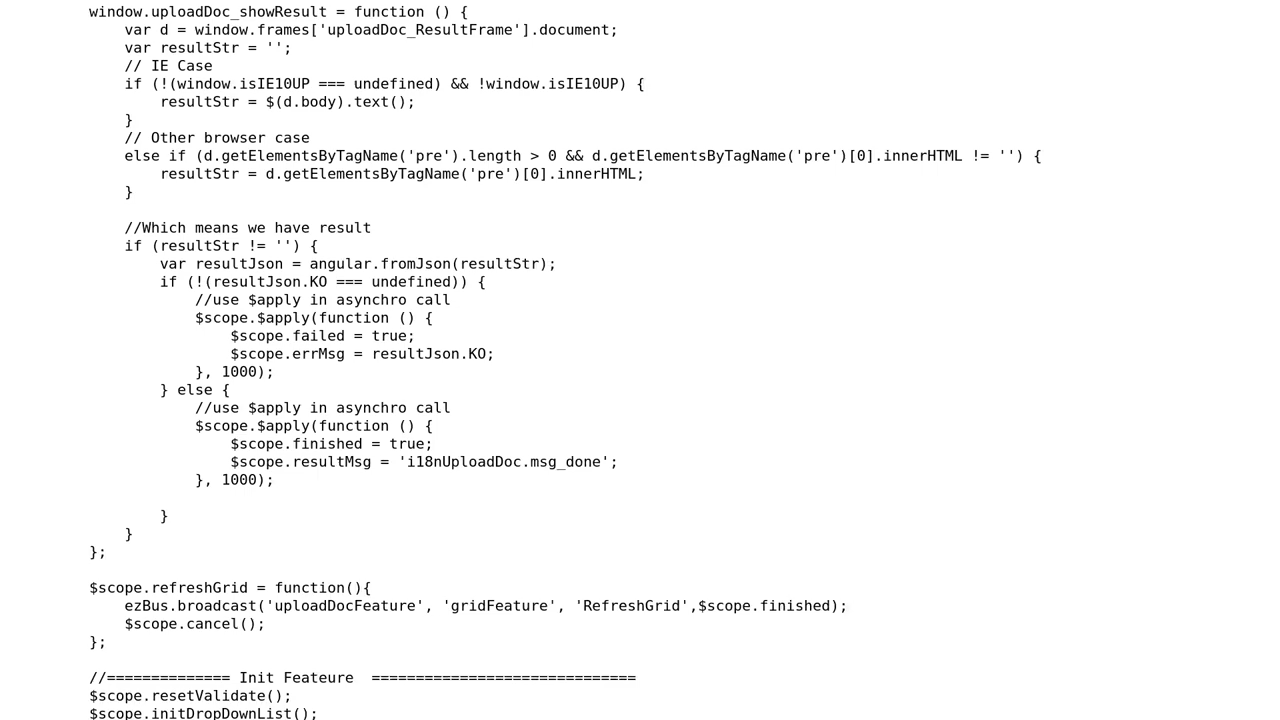 window.uploadDoc_showResult = function () {
    var d = window.frames['uploadDoc_ResultFrame'].document;
    var resultStr = '';
    // IE Case
    if (!(window.isIE10UP === undefined) && !window.isIE10UP) {
        resultStr = $(d.body).text();
    }
    // Other browser case
    else if (d.getElementsByTagName('pre').length > 0 && d.getElementsByTagName('pre')[0].innerHTML != '') {
        resultStr = d.getElementsByTagName('pre')[0].innerHTML;
    }

    //Which means we have result
    if (resultStr != '') {
        var resultJson = angular.fromJson(resultStr);
        if (!(resultJson.KO === undefined)) {
            //use $apply in asynchro call
            $scope.$apply(function () {
                $scope.failed = true;
                $scope.errMsg = resultJson.KO;
            }, 1000);
        } else {
            //use $apply in asynchro call
            $scope.$apply(function () {
                $scope.finished = true;
                $scope.resultMsg = 'i18nUploadDoc.msg_done';
            }, 1000);

        }
    }
};

$scope.refreshGrid = function(){
    ezBus.broadcast('uploadDocFeature', 'gridFeature', 'RefreshGrid',$scope.finished);
    $scope.cancel();
};

//============== Init Feateure  ==============================
$scope.resetValidate();
$scope.initDropDownList();